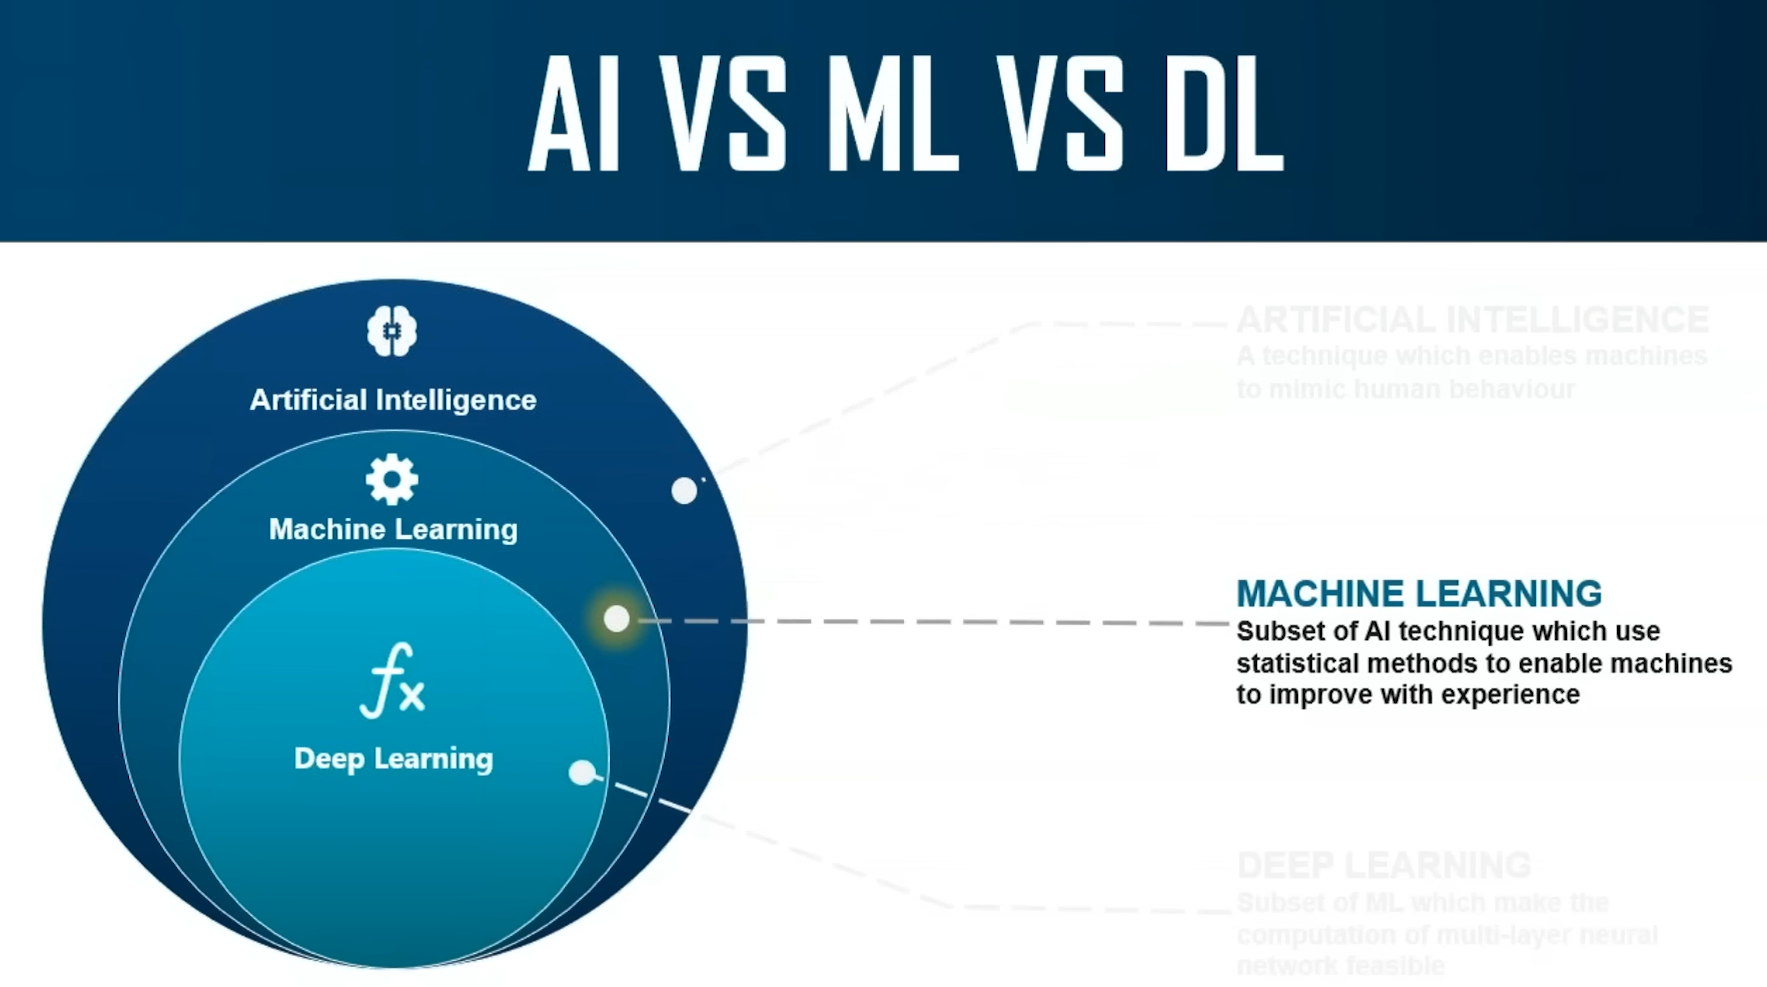 AI VS ML VS DL
Artificial Intelligence
Machine Learning
fx
Deep Learning
ARTIFICIAL INTELLIGENCE
A technique which enables machines
to mimic human behaviour
MACHINE LEARNING
Subset of AI technique which use
statistical methods to enable machines
to improve with experience
DEEP LEARNING
Subset of ML which make the
computation of multi-layer neural
network feasible